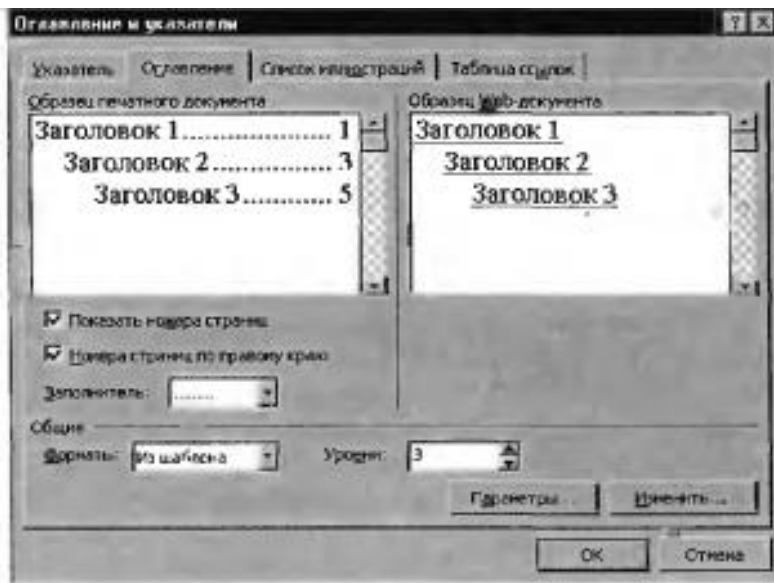 Оглавление и указатели
Указатель Оглавление Список иллюстраций Таблица ссылок
Образец печатного документа
Заголовок 1..................... 1
Заголовок 2................. 3
Заголовок 3............. 5
Образец Web-документа
Заголовок 1
Заголовок 2
Заголовок 3
Показать номера страниц
Номера страниц по правому краю
Заполнитель: .......
Общие
Форматы: Из шаблона Уровни: 3
Параметры... Изменить...
ОК Отмена